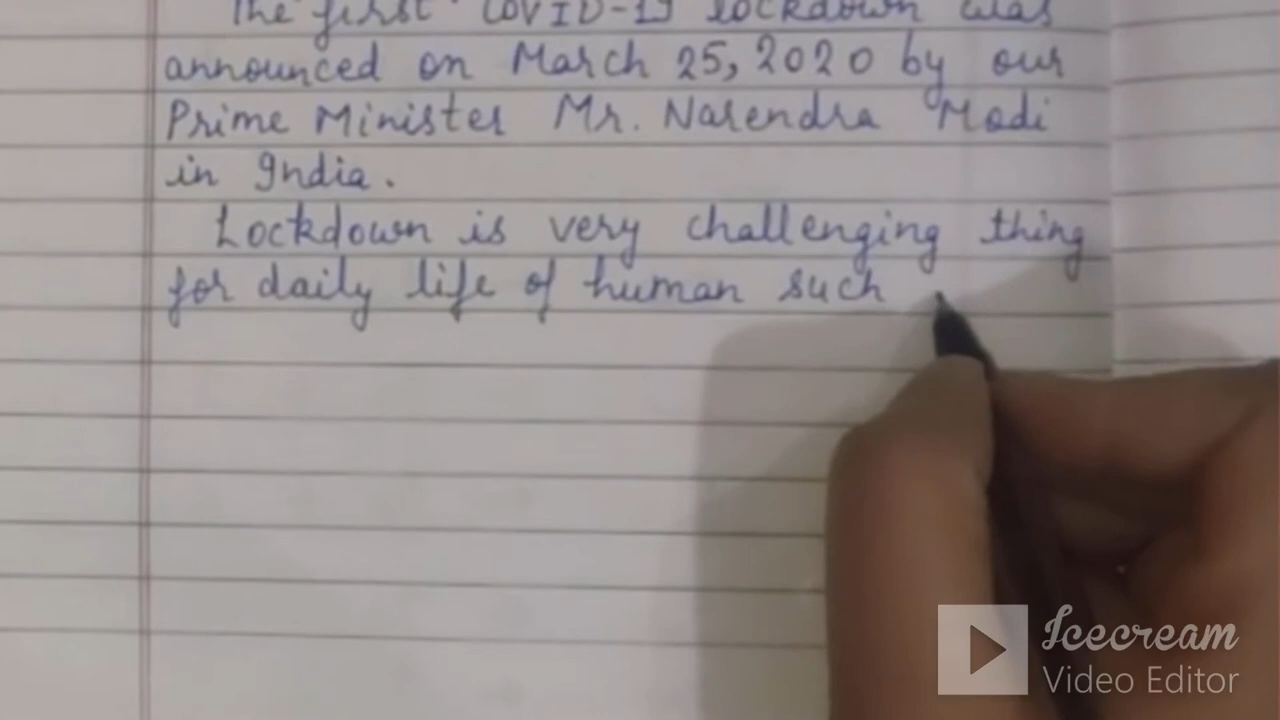 The first COVID-19 lockdown was
announced on March 25, 2020 by our
Prime Minister Mr. Narendra Modi
in India.
Lockdown is very challenging thing
for daily life of human such
Icecream
Video Editor